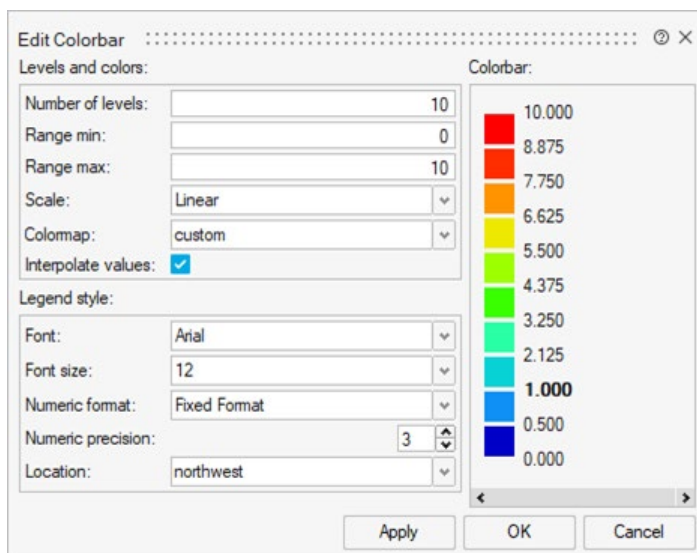 Edit Colorbar
Levels and colors:
Number of levels: 10
Range min: 0
Range max: 10
Scale: Linear
Colormap: custom
Interpolate values:
Legend style:
Font: Arial
Font size: 12
Numeric format: Fixed Format
Numeric precision: 3
Location: northwest
Colorbar:
10.000
8.875
7.750
6.625
5.500
4.375
3.250
2.125
1.000
0.500
0.000
Apply OK Cancel